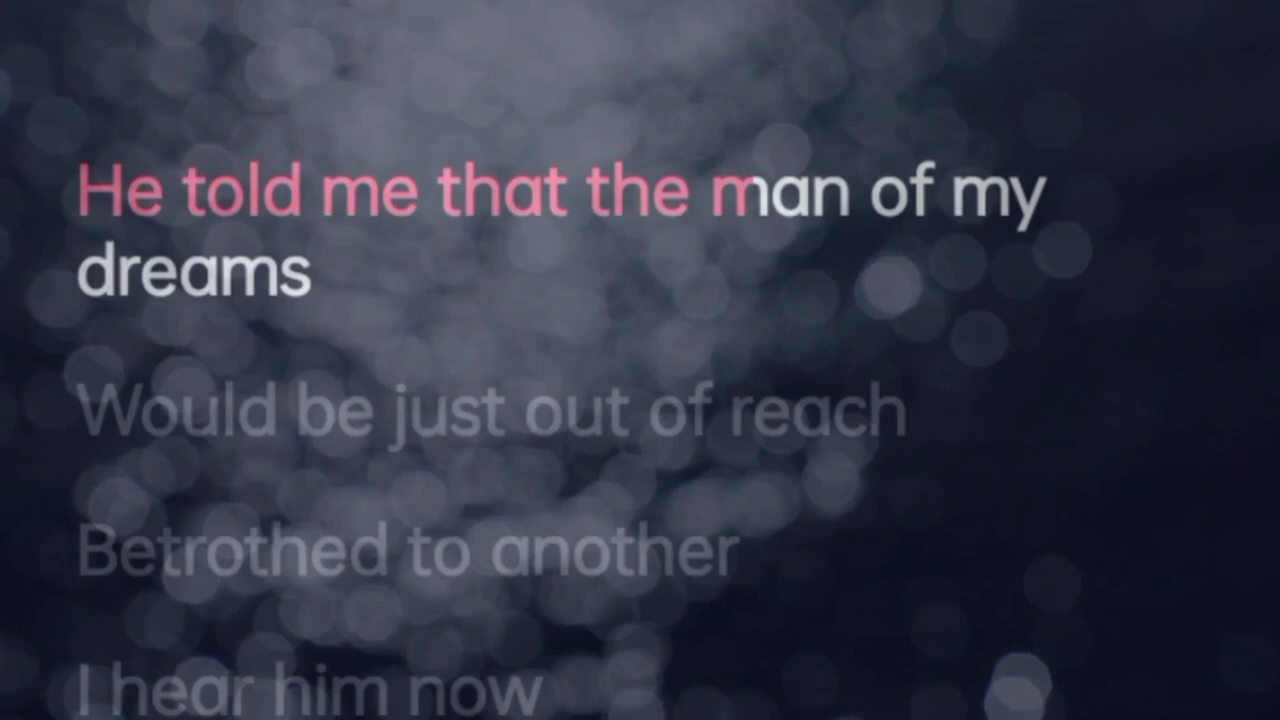 He told me that the man of my
dreams
Would be just out of reach
Betrothed to another
I hear him now